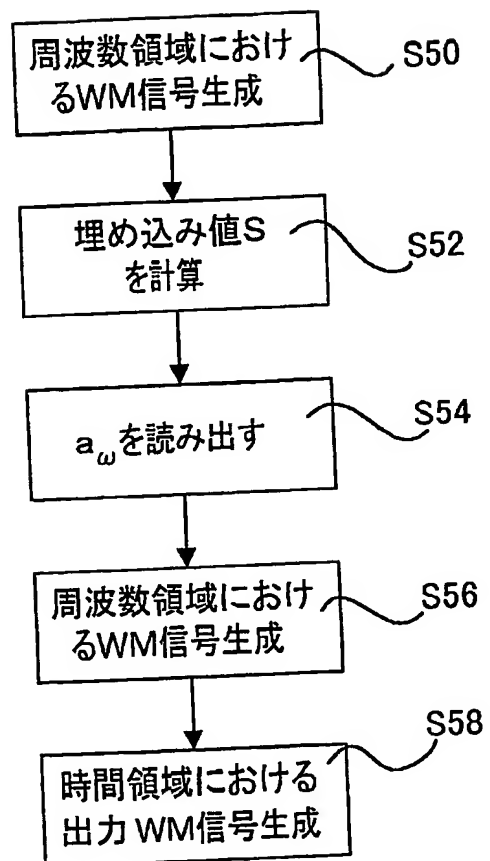 周波数領域におけ
るWM信号生成
S50
埋め込み値S
を計算
S52
aωを読み出す
S54
周波数領域におけ
るWM信号生成
S56
時間領域における
出力WM信号生成
S58